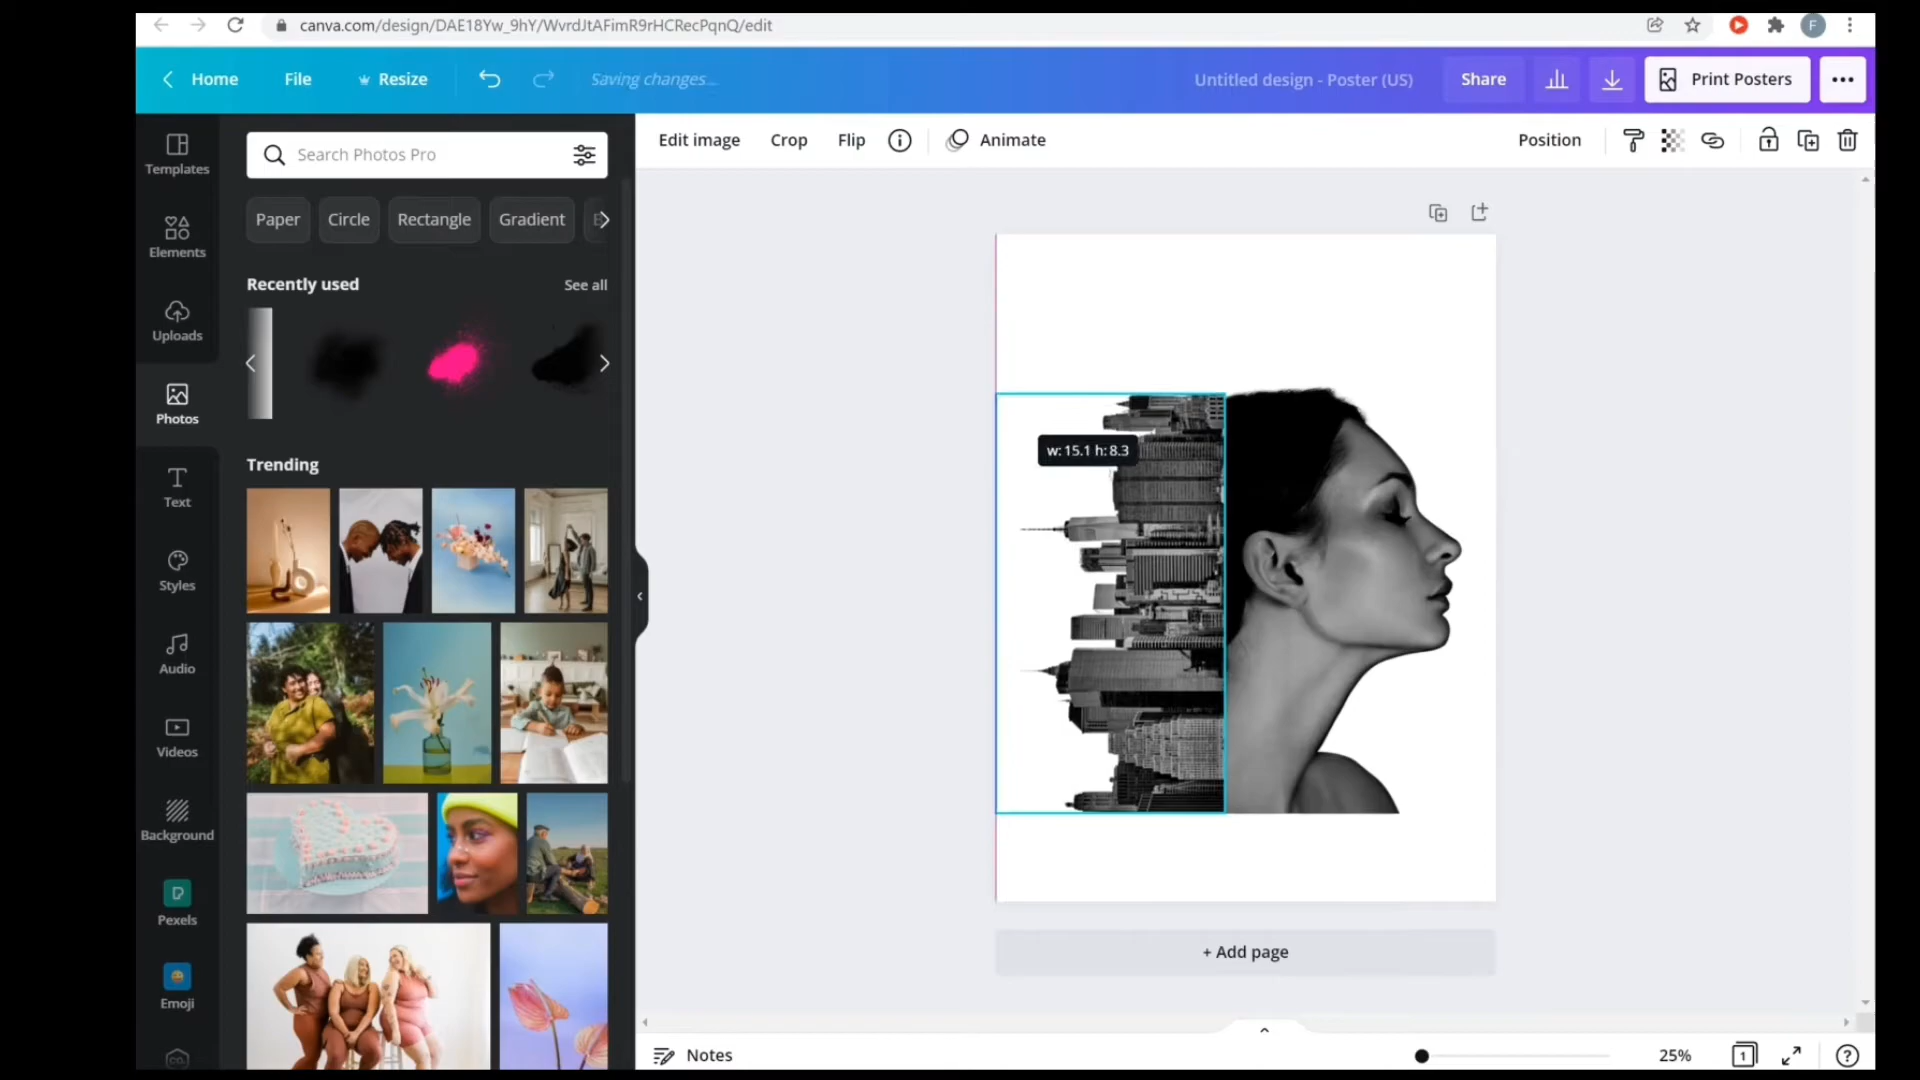 canva.com/design/DAE18Yw_9hY/WvrdJtAFimR9rHCRecPqnQ/edit
F
Home
File
Resize
Saving changes...
Untitled design - Poster (US)
Share
Print Posters
Templates
Elements
Uploads
Photos
Text
Styles
Audio
Videos
Background
Pexels
Emoji
Search Photos Pro
Paper
Circle
Rectangle
Gradient
Recently used
See all
Trending
Edit image
Crop
Flip
Animate
Position
w: 15.1 h: 8.3
+ Add page
Notes
25%
1